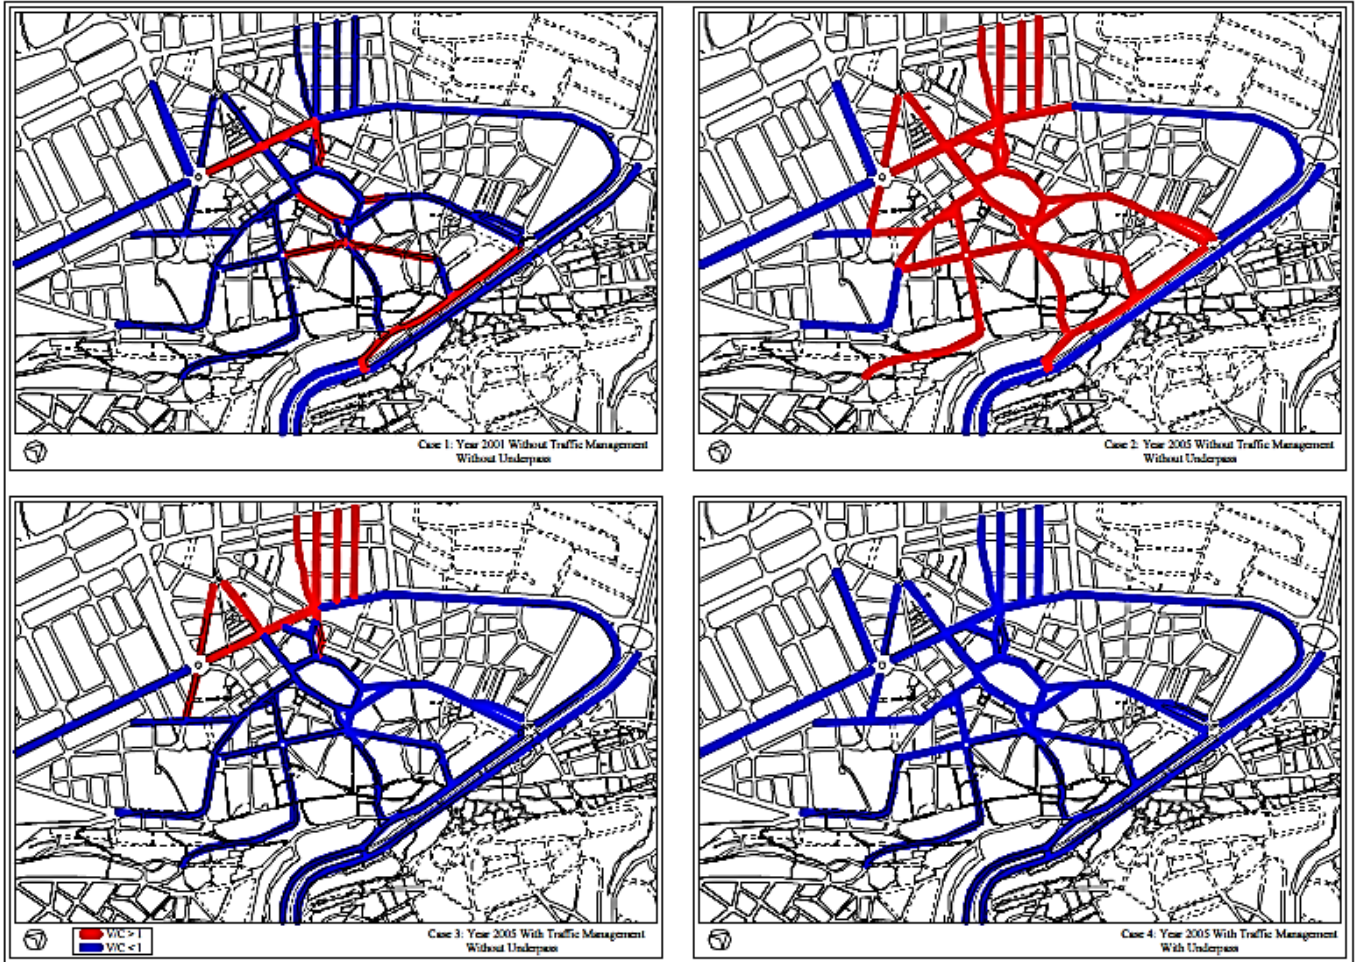 Case 1: Year 2001 Without Traffic Management
Without Underpass
Case 2: Year 2005 Without Traffic Management
Without Underpass
V/C > 1
V/C < 1
Case 3: Year 2005 With Traffic Management
Without Underpass
Case 4: Year 2005 With Traffic Management
With Underpass